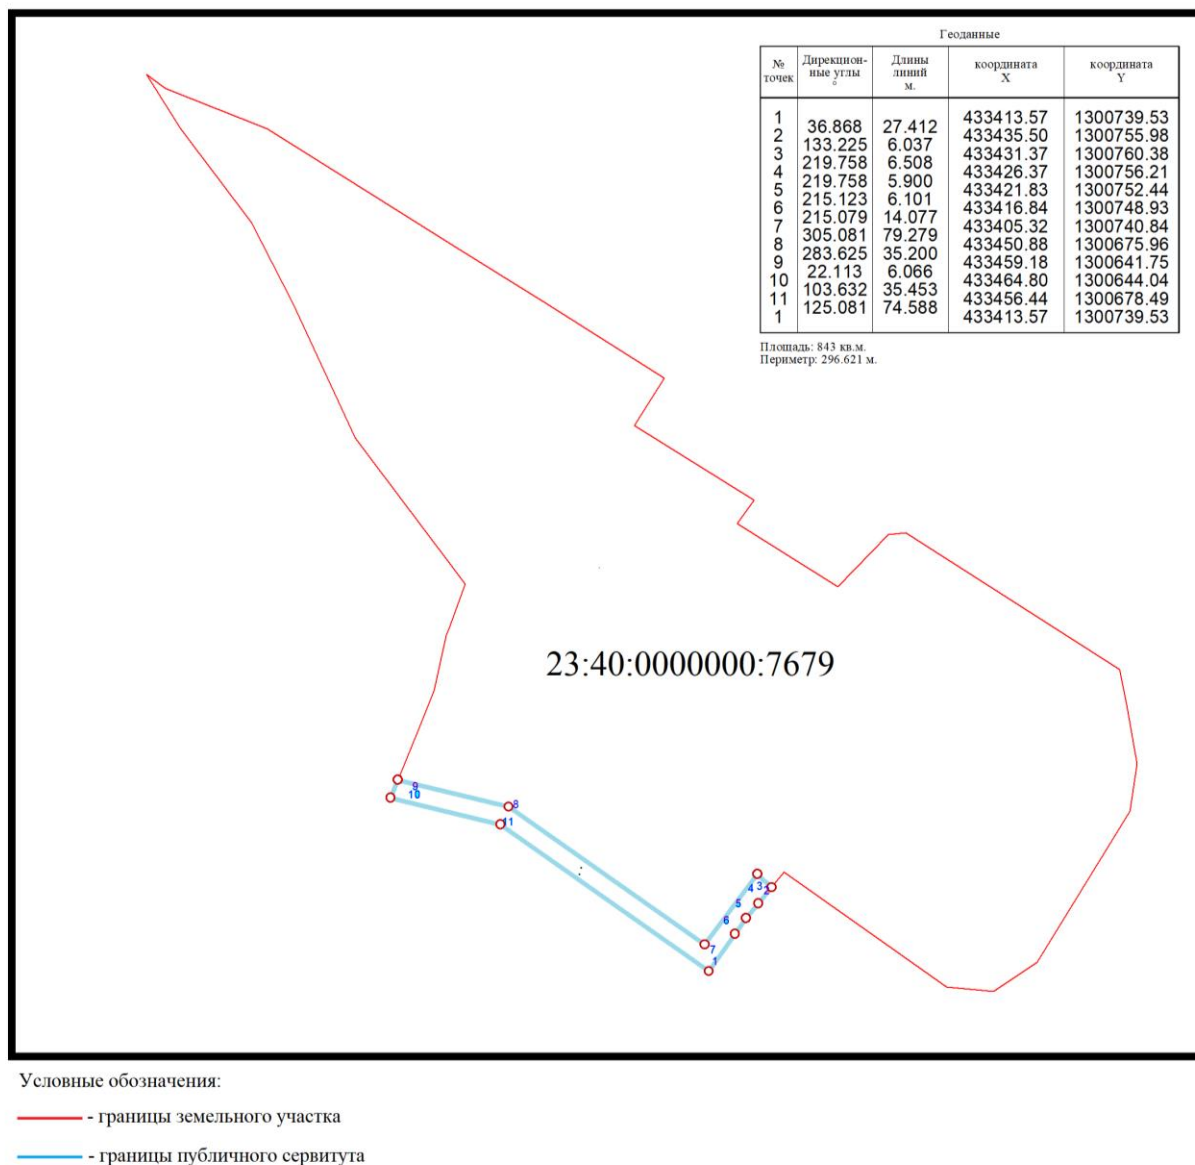 Геоданные
№ точек Дирекцион-ные углы ° Длины линий м. координата X координата Y
1 433413.57 1300739.53
36.868 27.412
2 433435.50 1300755.98
133.225 6.037
3 433431.37 1300760.38
219.758 6.508
4 433426.37 1300756.21
219.758 5.900
5 433421.83 1300752.44
215.123 6.101
6 433416.84 1300748.93
215.079 14.077
7 433405.32 1300740.84
305.081 79.279
8 433450.88 1300675.96
283.625 35.200
9 433459.18 1300641.75
22.113 6.066
10 433464.80 1300644.04
103.632 35.453
11 433456.44 1300678.49
125.081 74.588
1 433413.57 1300739.53
Площадь: 843 кв.м.
Периметр: 296.621 м.
23:40:0000000:7679
9
10
8
11
4 3
2
5
6
7
1
Условные обозначения:
- границы земельного участка
- границы публичного сервитута